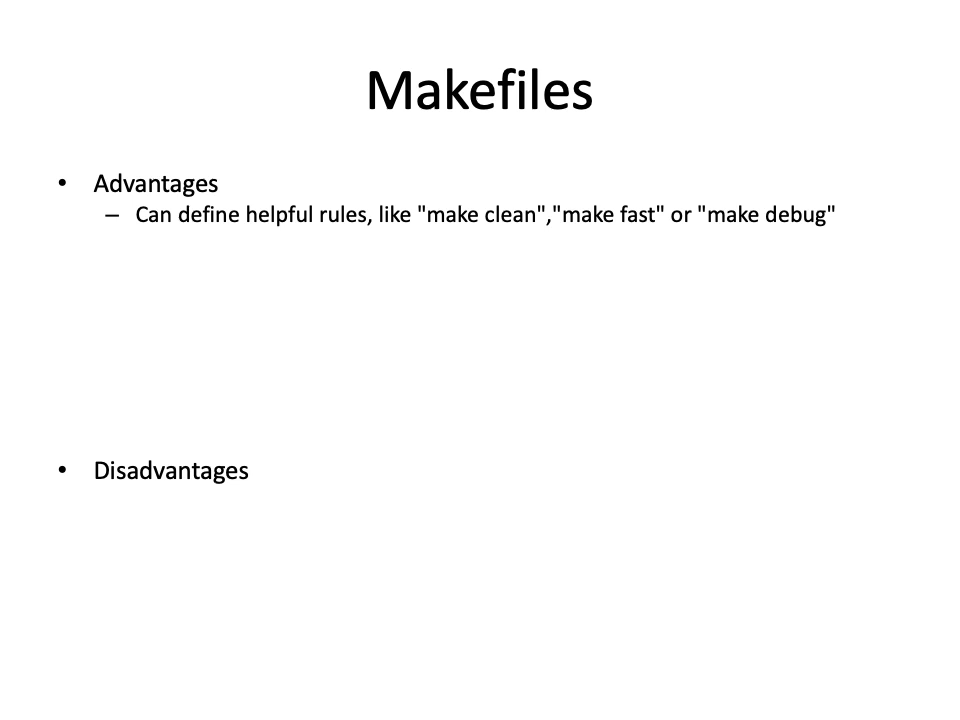 Makefiles
• Advantages
– Can define helpful rules, like "make clean","make fast" or "make debug"
• Disadvantages